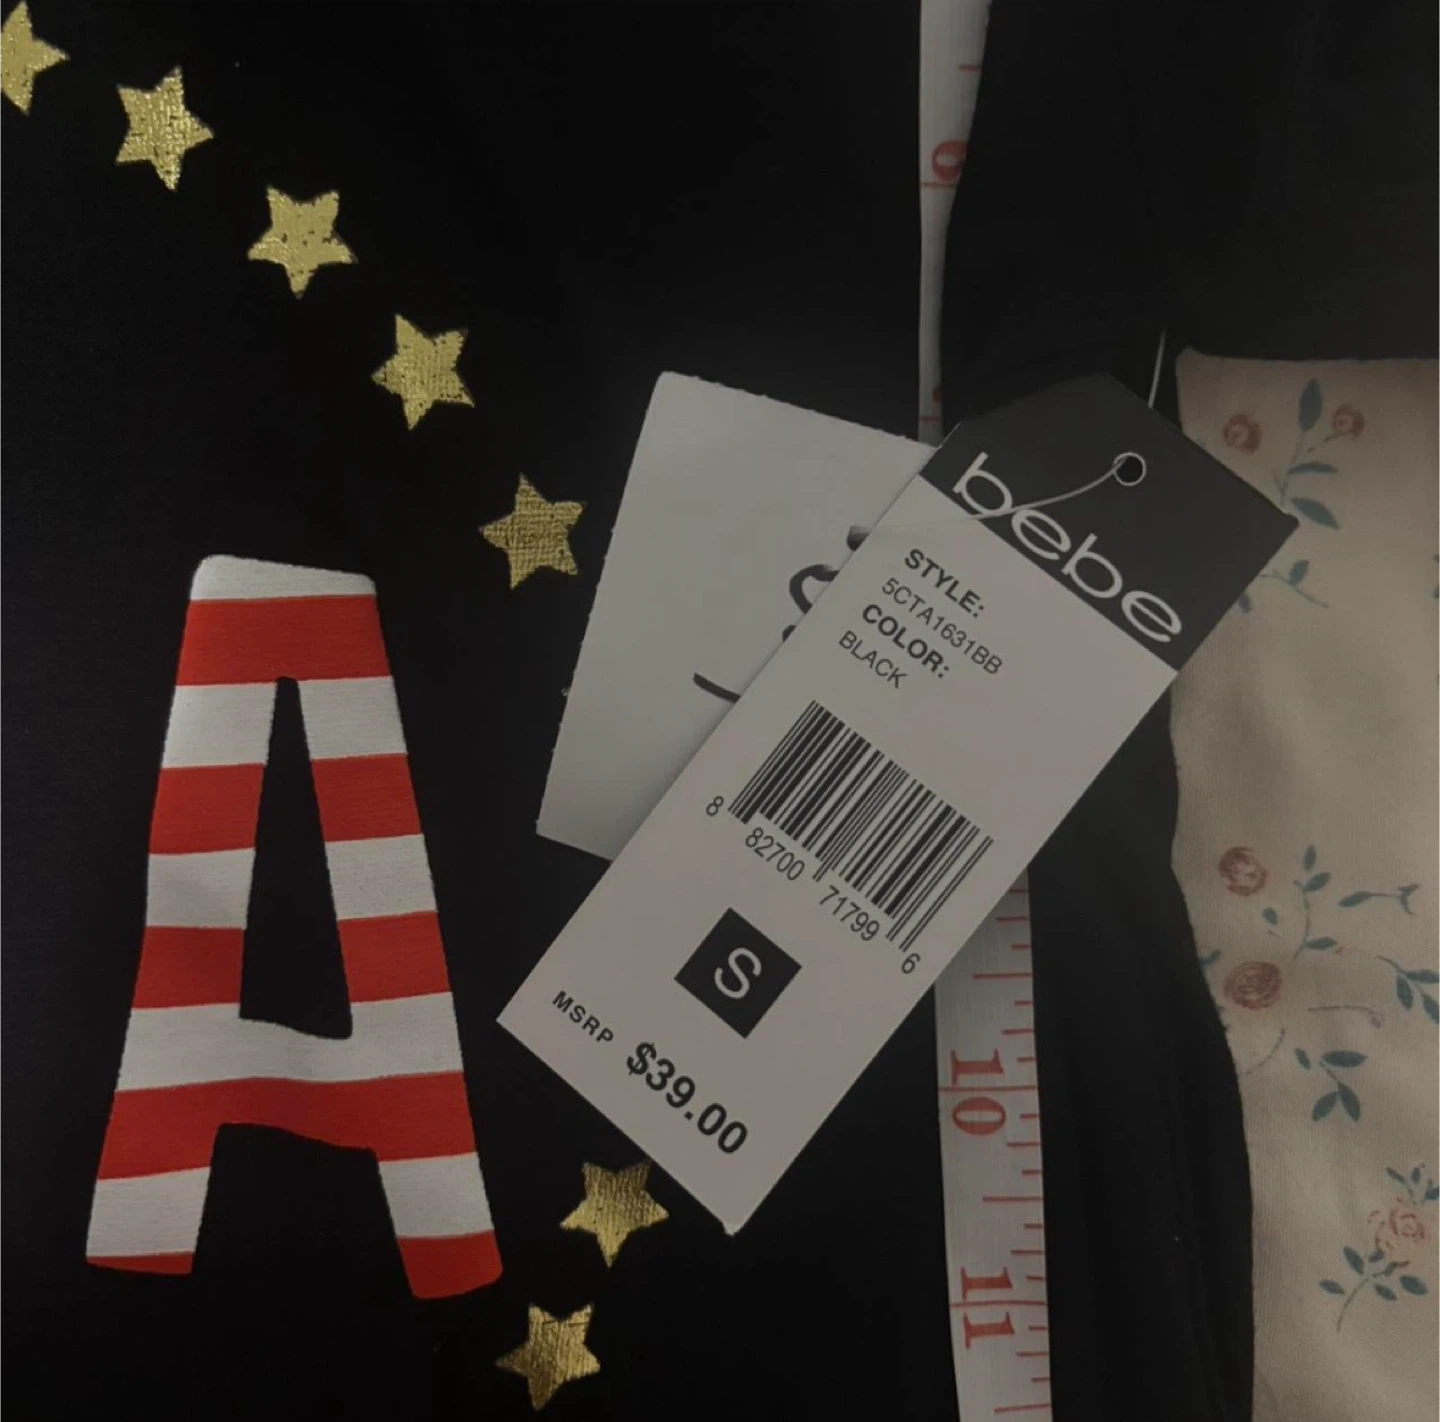 A
bebe
STYLE:
5CTA1631BB
COLOR:
BLACK
8 82700 71799 6
S
MSRP $39.00
10
11